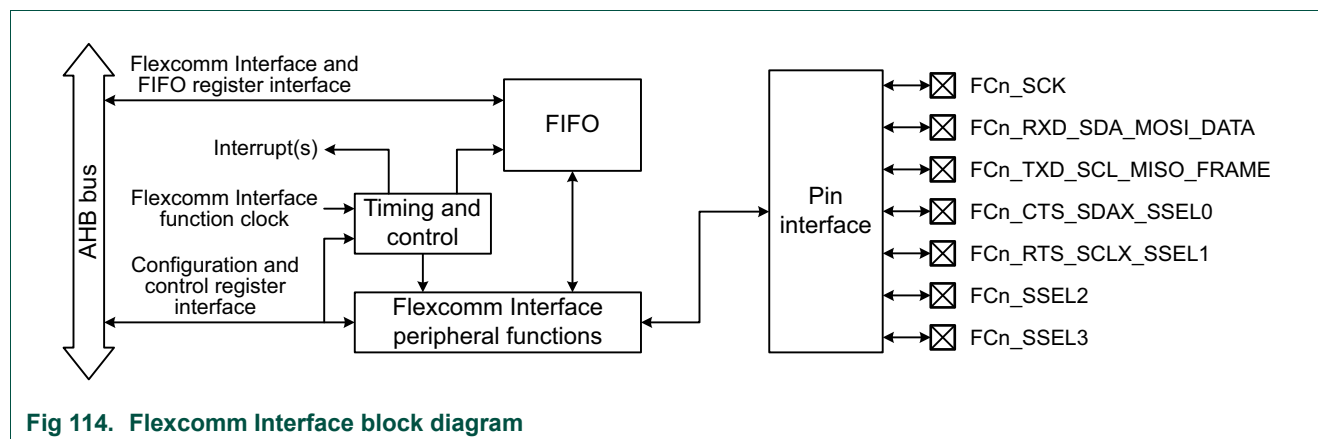 Flexcomm Interface and
FIFO register interface
FIFO
Interrupt(s)
Flexcomm Interface
function clock
Timing and
control
AHB bus
Configuration and
control register
interface
Flexcomm Interface
peripheral functions
Pin
interface
FCn_SCK
FCn_RXD_SDA_MOSI_DATA
FCn_TXD_SCL_MISO_FRAME
FCn_CTS_SDAX_SSEL0
FCn_RTS_SCLX_SSEL1
FCn_SSEL2
FCn_SSEL3
Fig 114. Flexcomm Interface block diagram